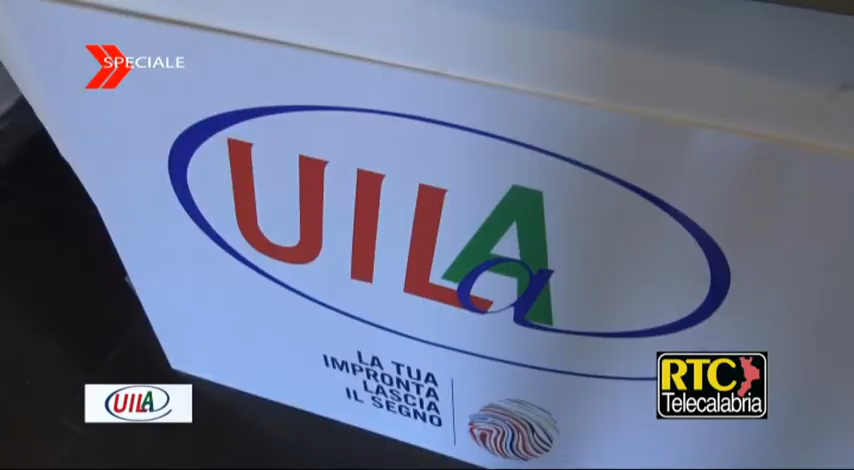 SPECIALE
UILA
a
LA TUA
IMPRONTA
LASCIA
IL SEGNO
UILA
RTC
Telecalabria